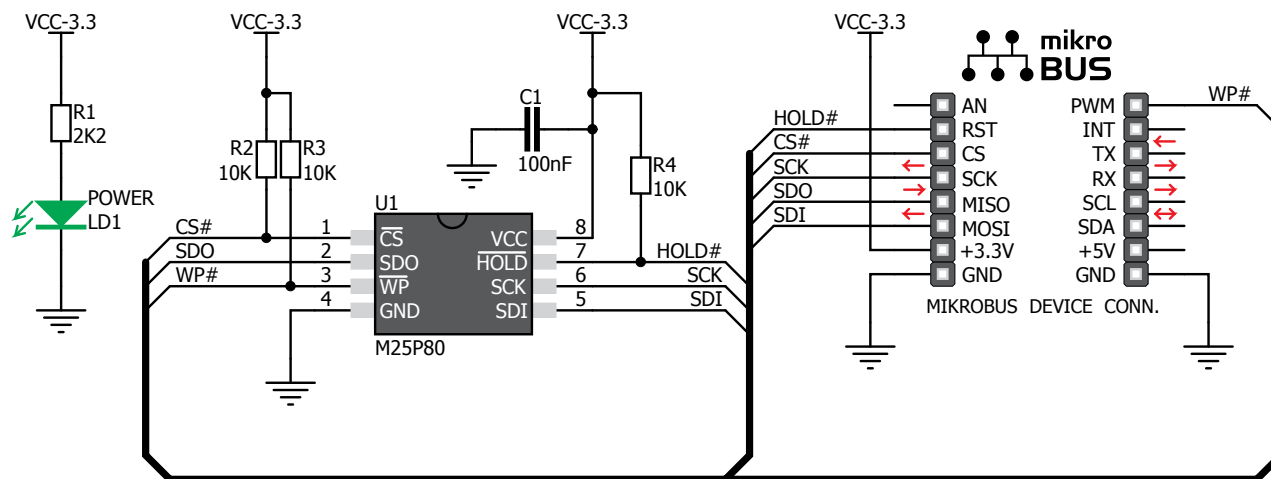 VCC-3.3 VCC-3.3 VCC-3.3 VCC-3.3
mikro
BUS
R1
2K2
POWER
LD1
R2
10K
R3
10K
C1
100nF
R4
10K
U1
CS# 1 CS VCC 8
SDO 2 SDO HOLD 7 HOLD#
WP# 3 WP SCK 6 SCK
4 GND SDI 5 SDI
M25P80
AN PWM WP#
HOLD# RST INT
CS# CS TX
SCK SCK RX
SDO MISO SCL
SDI MOSI SDA
+3.3V +5V
GND GND
MIKROBUS DEVICE CONN.